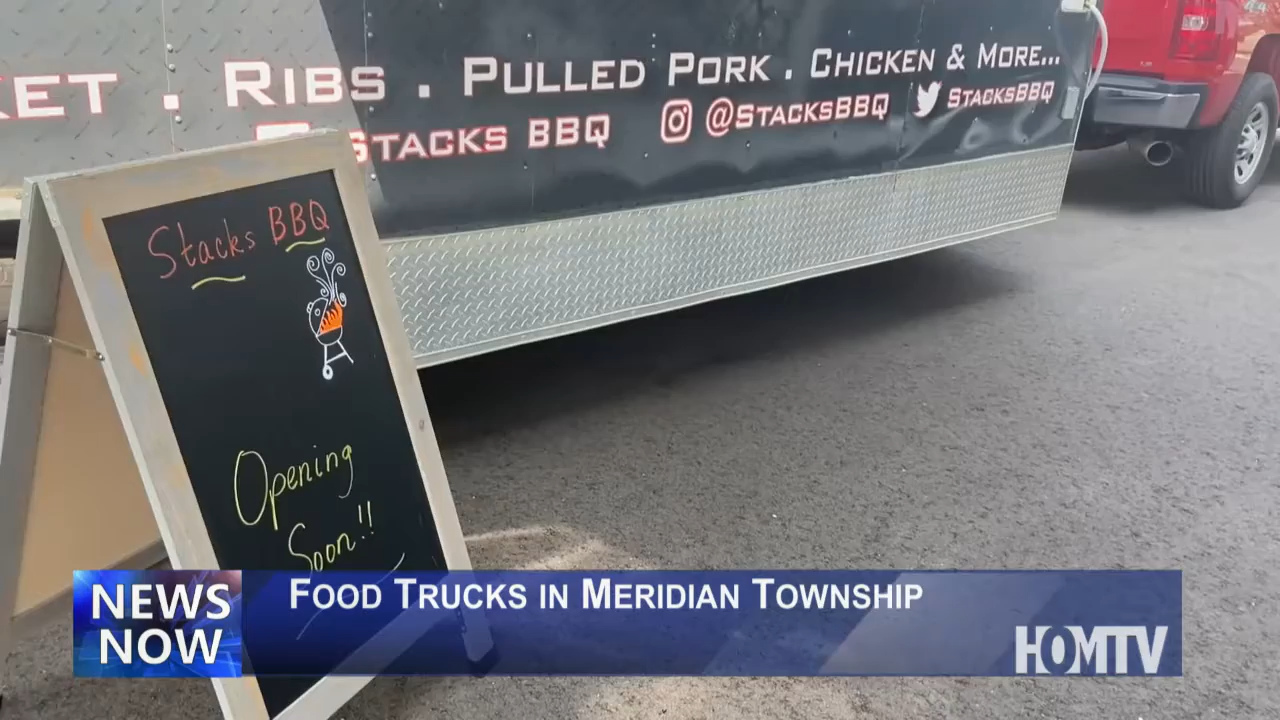 KET . RIBS . PULLED PORK . CHICKEN & MORE...
STACKS BBQ @STACKSBBQ STACKSBBQ
Stacks BBQ
Opening
Soon!!
NEWS
NOW
FOOD TRUCKS IN MERIDIAN TOWNSHIP
HOMTV